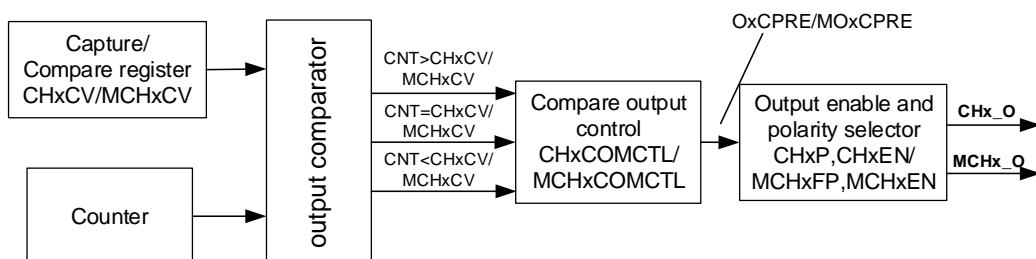 OxCPRE/MOxCPRE
Capture/
Compare register
CHxCV/MCHxCV
Counter
output comparator
CNT>CHxCV/
MCHxCV
CNT=CHxCV/
MCHxCV
CNT<CHxCV/
MCHxCV
Compare output
control
CHxCOMCTL/
MCHxCOMCTL
Output enable and
polarity selector
CHxP,CHxEN/
MCHxFP,MCHxEN
CHx_O
MCHx_O